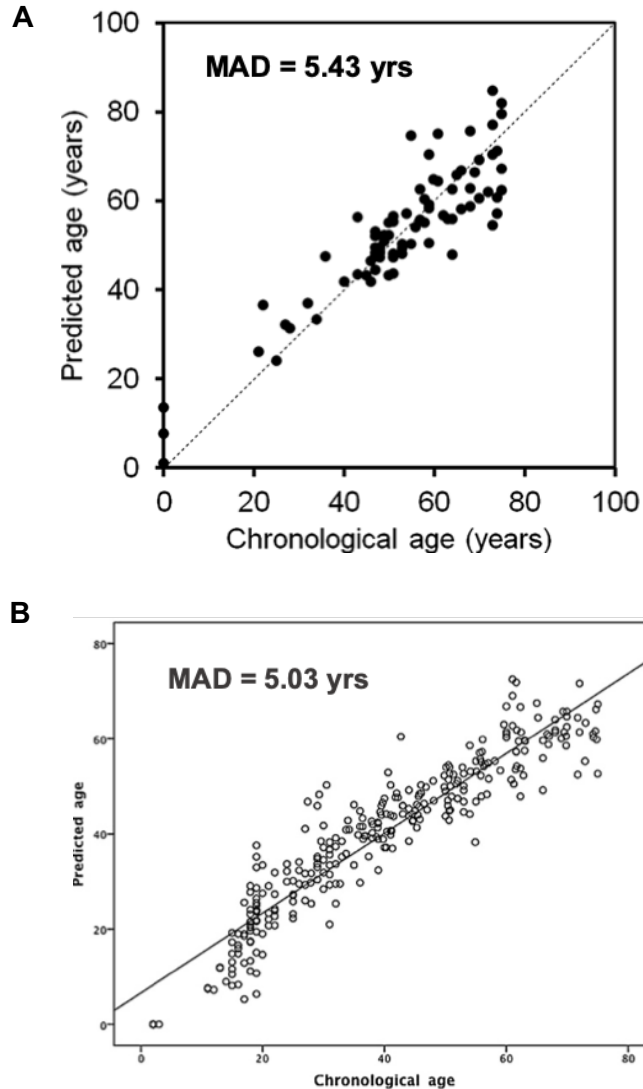 A
MAD = 5.43 yrs
100
80
60
40
20
0
Predicted age (years)
0 20 40 60 80 100
Chronological age (years)
B
MAD = 5.03 yrs
80
60
40
20
0
Predicted age
0 20 40 60 80
Chronological age